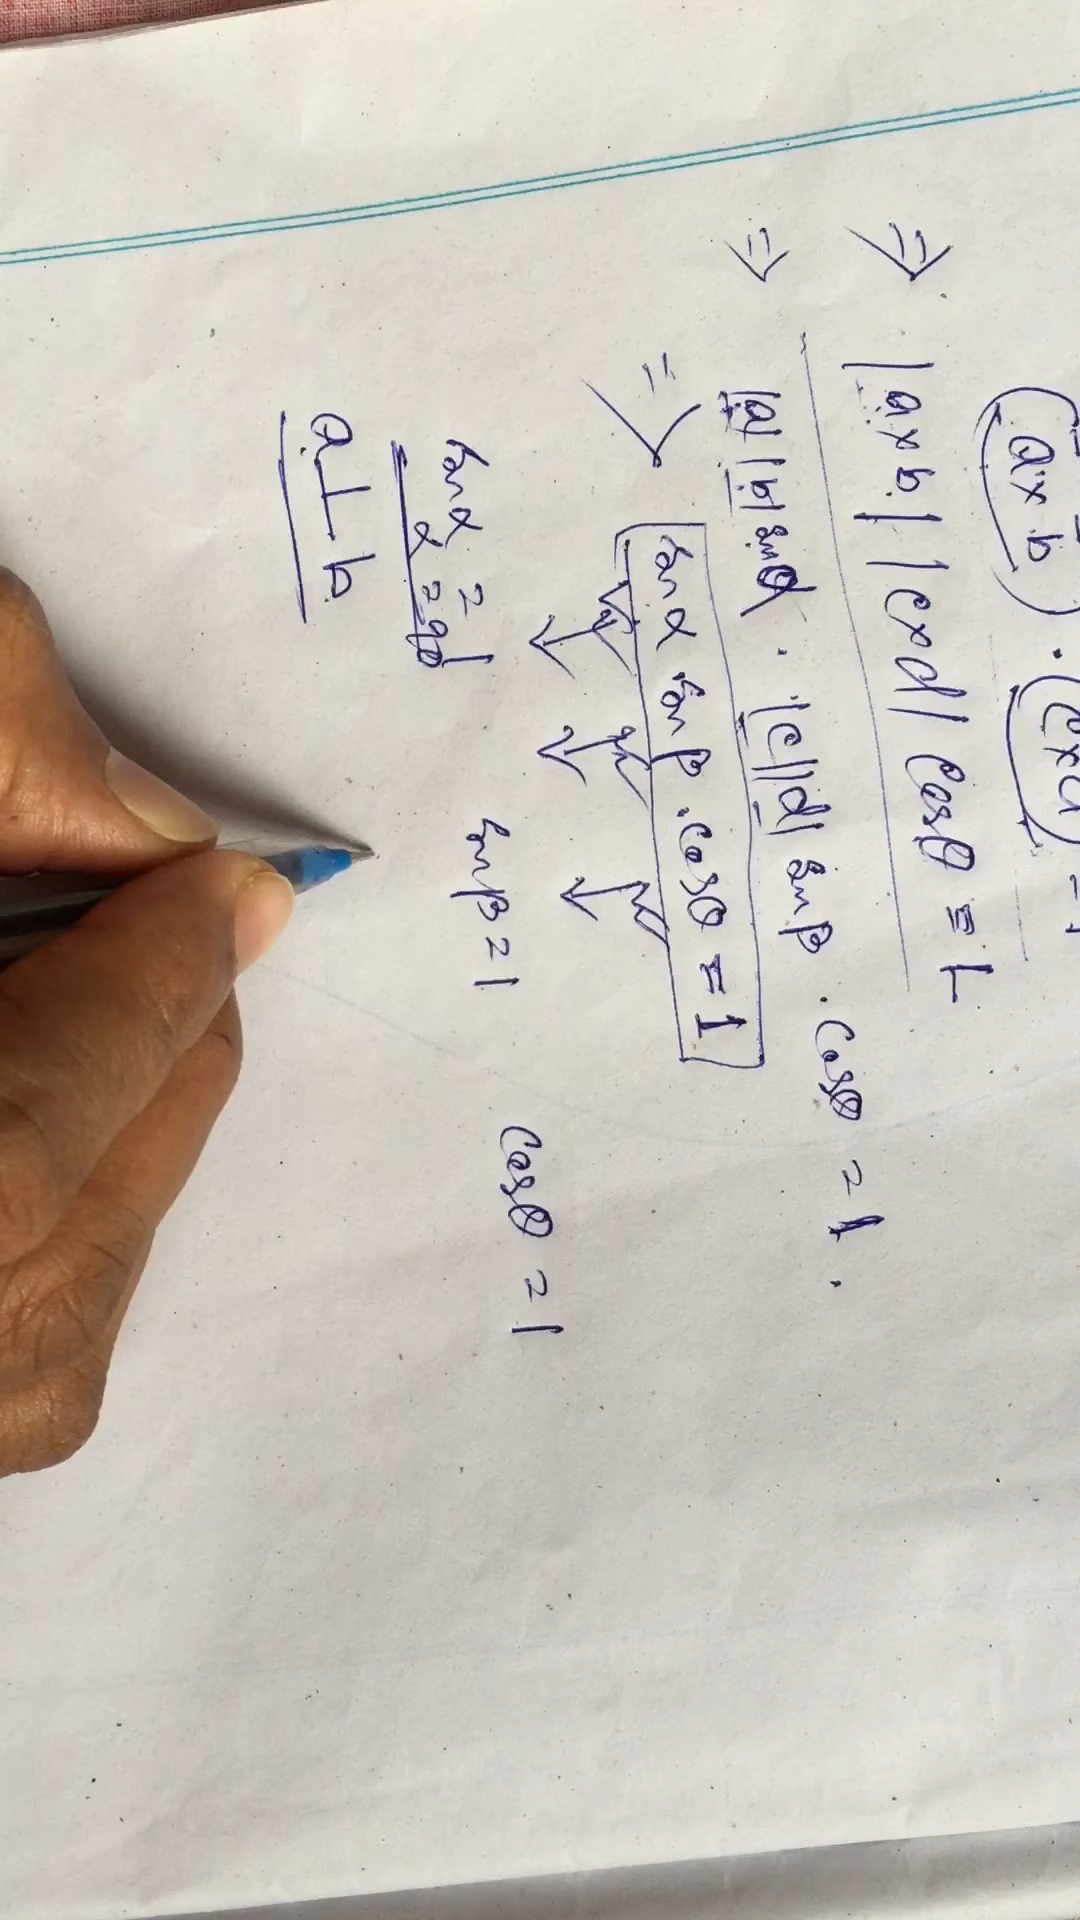 (a×b) · (c×d) = 1
⇒ |a×b| |c×d| cosθ = 1
⇒ |a| |b| sinα · |c||d| sinβ · cosθ = 1.
⇒ sinα sinβ · cosθ = 1
sinα = 1 sinβ = 1 cosθ = 1
α = 90
a ⊥ b